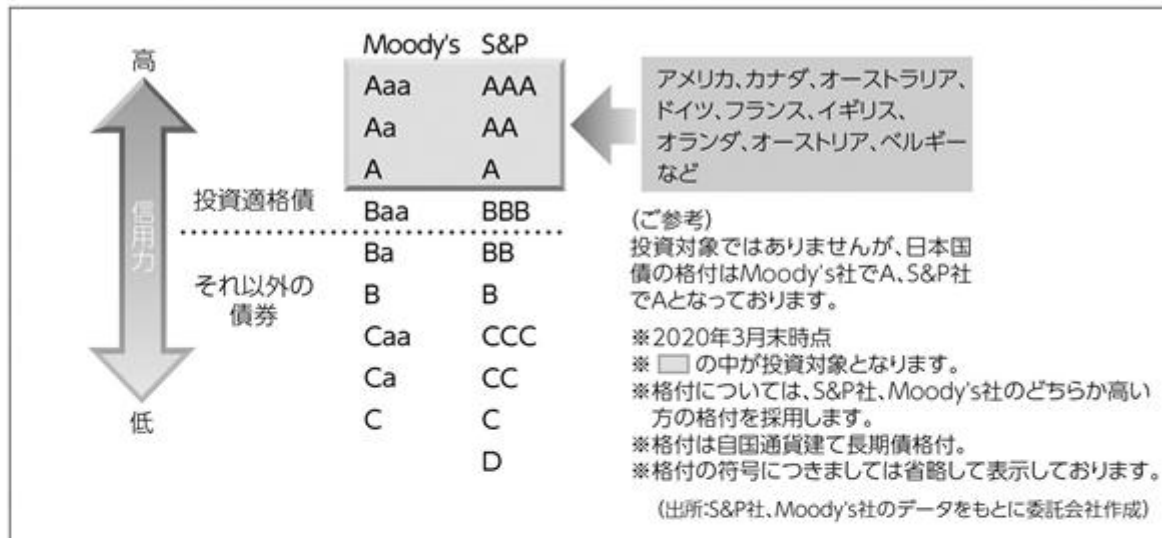 高
信用力
低
投資適格債
それ以外の
債券
Moody's S&P
Aaa AAA
Aa AA
A A
Baa BBB
Ba BB
B B
Caa CCC
Ca CC
C C
D
アメリカ、カナダ、オーストラリア、
ドイツ、フランス、イギリス、
オランダ、オーストリア、ベルギー
など
(ご参考)
投資対象ではありませんが、日本国
債の格付はMoody's社でA、S&P社
でAとなっております。
※2020年3月末時点
※ の中が投資対象となります。
※格付については、S&P社、Moody's社のどちらか高い
方の格付を採用します。
※格付は自国通貨建て長期債格付。
※格付の符号につきましては省略して表示しております。
(出所:S&P社、Moody's社のデータをもとに委託会社作成)